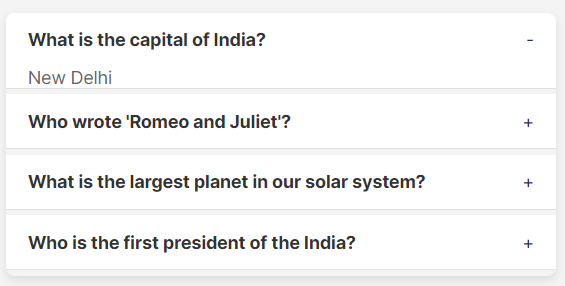 What is the capital of India? -
New Delhi
Who wrote 'Romeo and Juliet'? +
What is the largest planet in our solar system? +
Who is the first president of the India? +